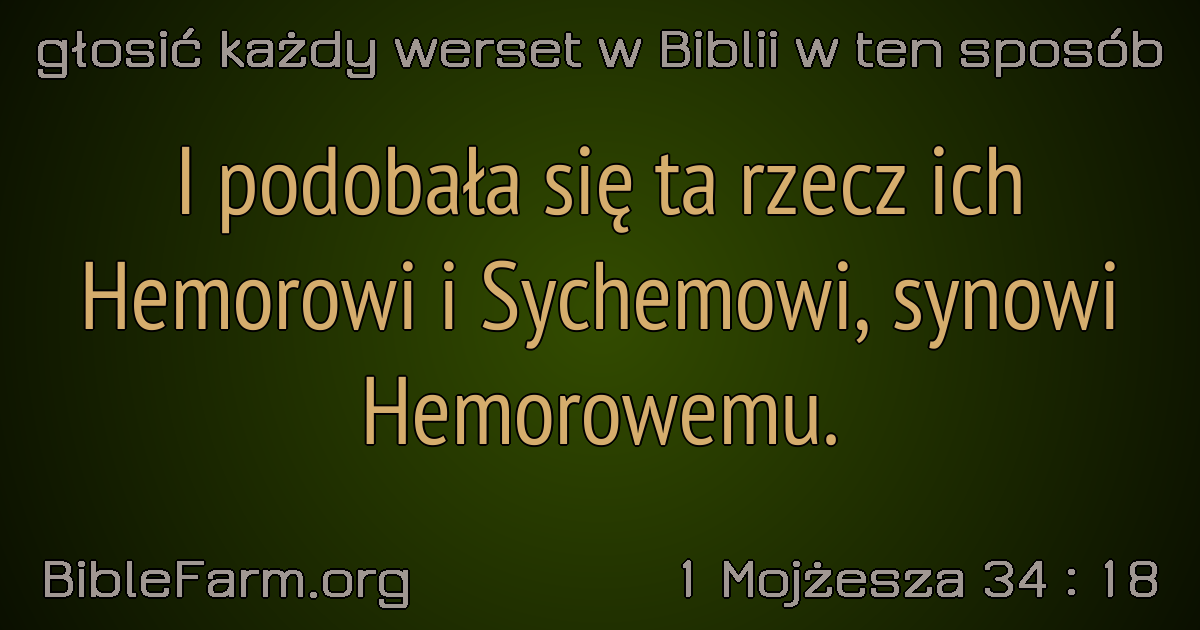 głosić każdy werset w Biblii w ten sposób
I podobała się ta rzecz ich
Hemorowi i Sychemowi, synowi
Hemorowemu.
BibleFarm.org
1 Mojżesza 34 : 18